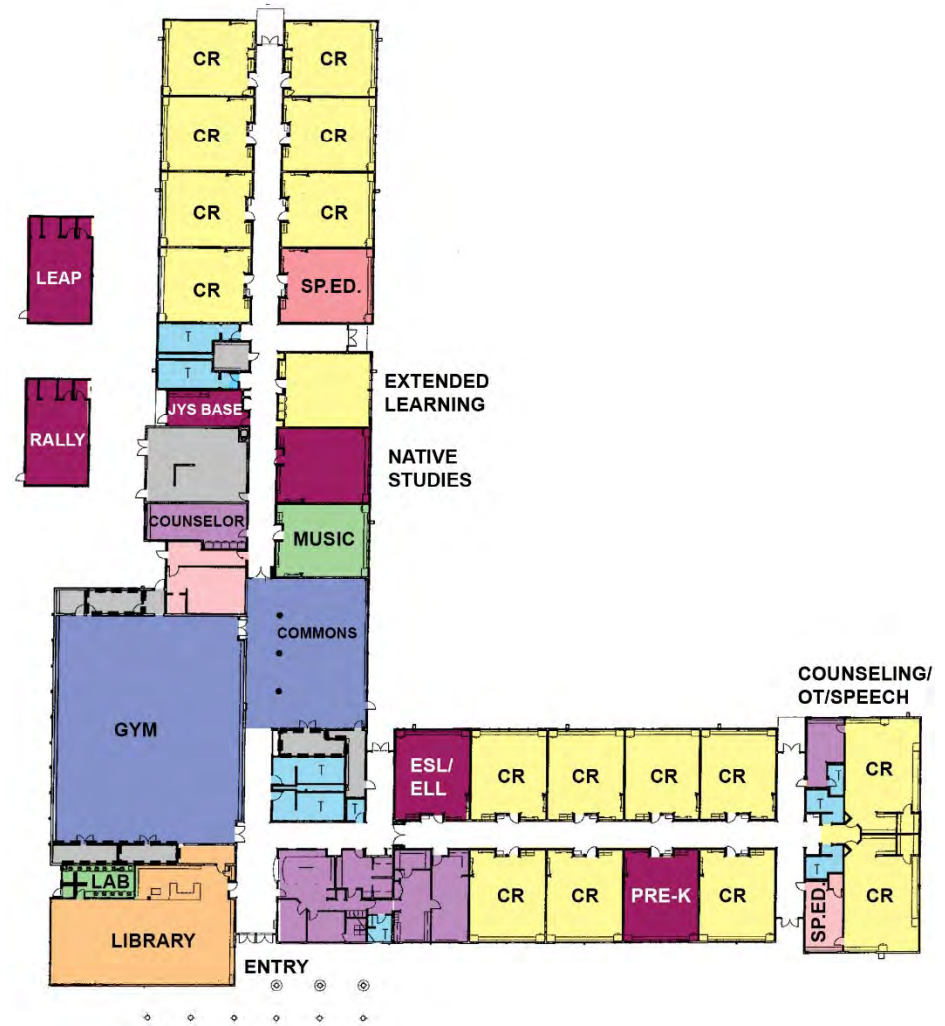 CR
CR
CR
CR
CR
CR
LEAP
CR
SP.ED.
T
T
EXTENDED
LEARNING
JYS BASE
RALLY
NATIVE
STUDIES
COUNSELOR
MUSIC
COMMONS
COUNSELING/
OT/SPEECH
GYM
ESL/
ELL
CR
CR
CR
CR
CR
T
T
T
T
T
T
LAB
CR
CR
PRE-K
CR
SP.ED.
CR
LIBRARY
T
ENTRY